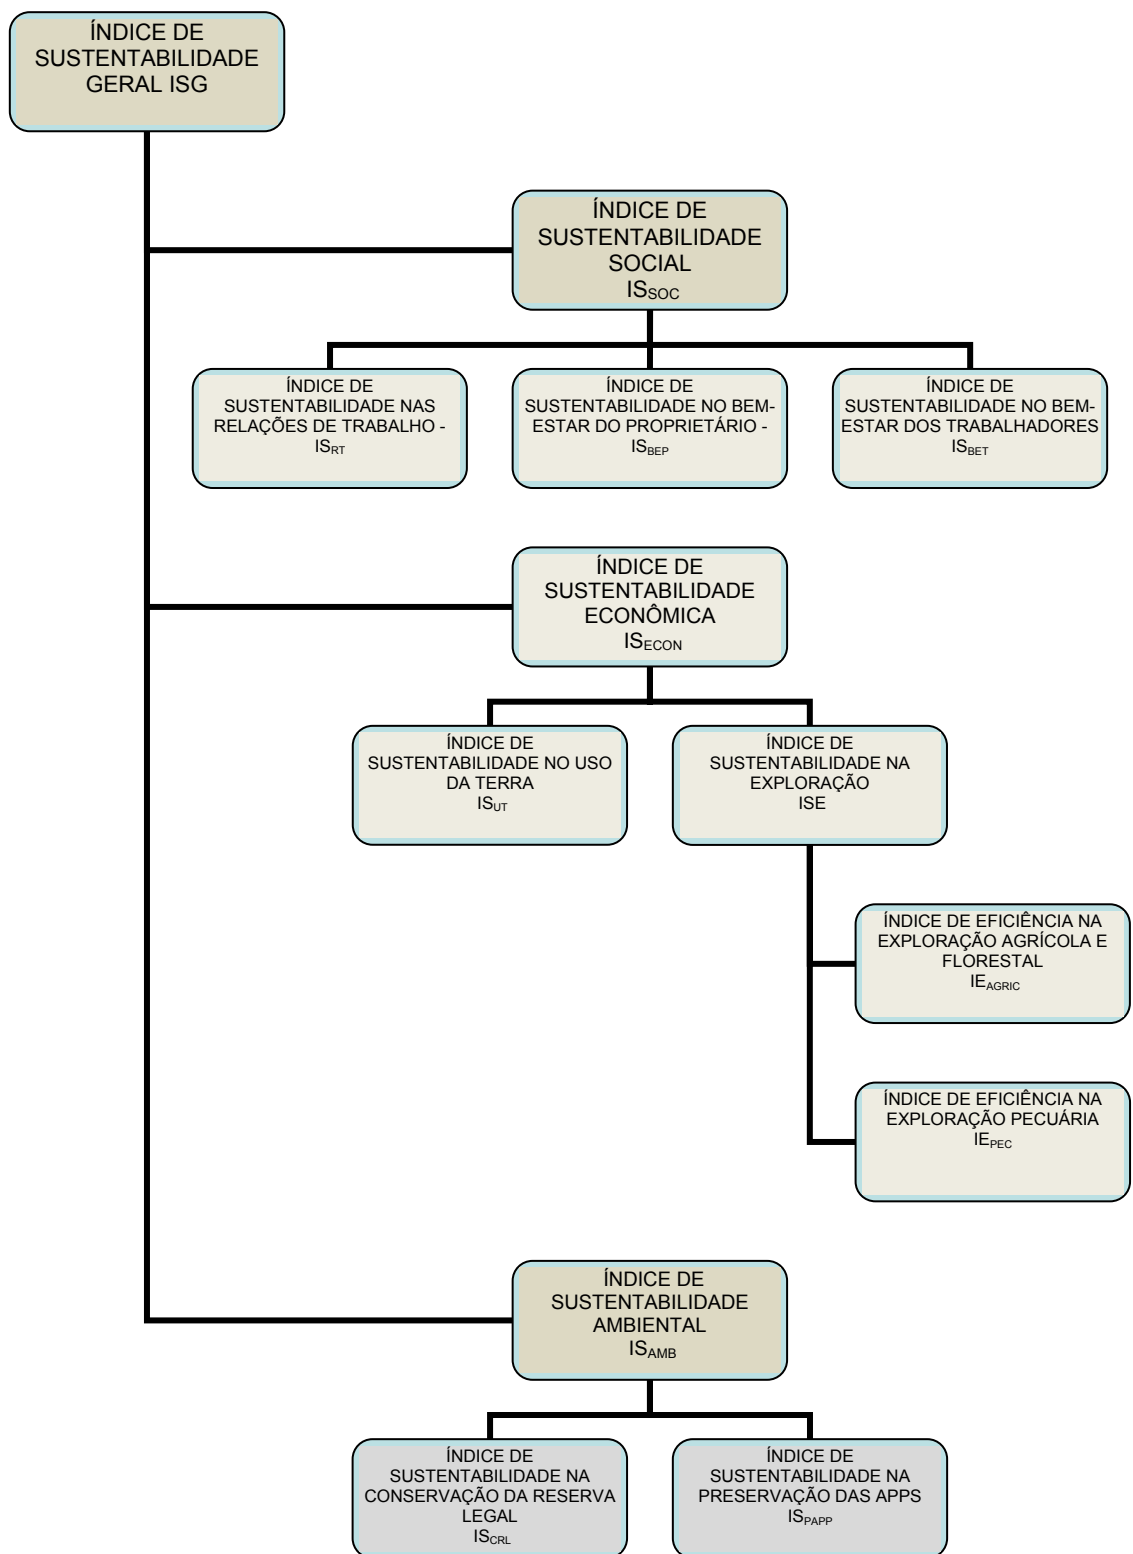 ÍNDICE DE
SUSTENTABILIDADE
GERAL ISG
ÍNDICE DE
SUSTENTABILIDADE
SOCIAL
ISSOC
ÍNDICE DE
SUSTENTABILIDADE NAS
RELAÇÕES DE TRABALHO -
ISRT
ÍNDICE DE
SUSTENTABILIDADE NO BEM-
ESTAR DO PROPRIETÁRIO -
ISBEP
ÍNDICE DE
SUSTENTABILIDADE NO BEM-
ESTAR DOS TRABALHADORES
ISBET
ÍNDICE DE
SUSTENTABILIDADE
ECONÔMICA
ISECON
ÍNDICE DE
SUSTENTABILIDADE NO USO
DA TERRA
ISUT
ÍNDICE DE
SUSTENTABILIDADE NA
EXPLORAÇÃO
ISE
ÍNDICE DE EFICIÊNCIA NA
EXPLORAÇÃO AGRÍCOLA E
FLORESTAL
IEAGRIC
ÍNDICE DE EFICIÊNCIA NA
EXPLORAÇÃO PECUÁRIA
IEPEC
ÍNDICE DE
SUSTENTABILIDADE
AMBIENTAL
ISAMB
ÍNDICE DE
SUSTENTABILIDADE NA
CONSERVAÇÃO DA RESERVA
LEGAL
ISCRL
ÍNDICE DE
SUSTENTABILIDADE NA
PRESERVAÇÃO DAS APPS
ISPAPP